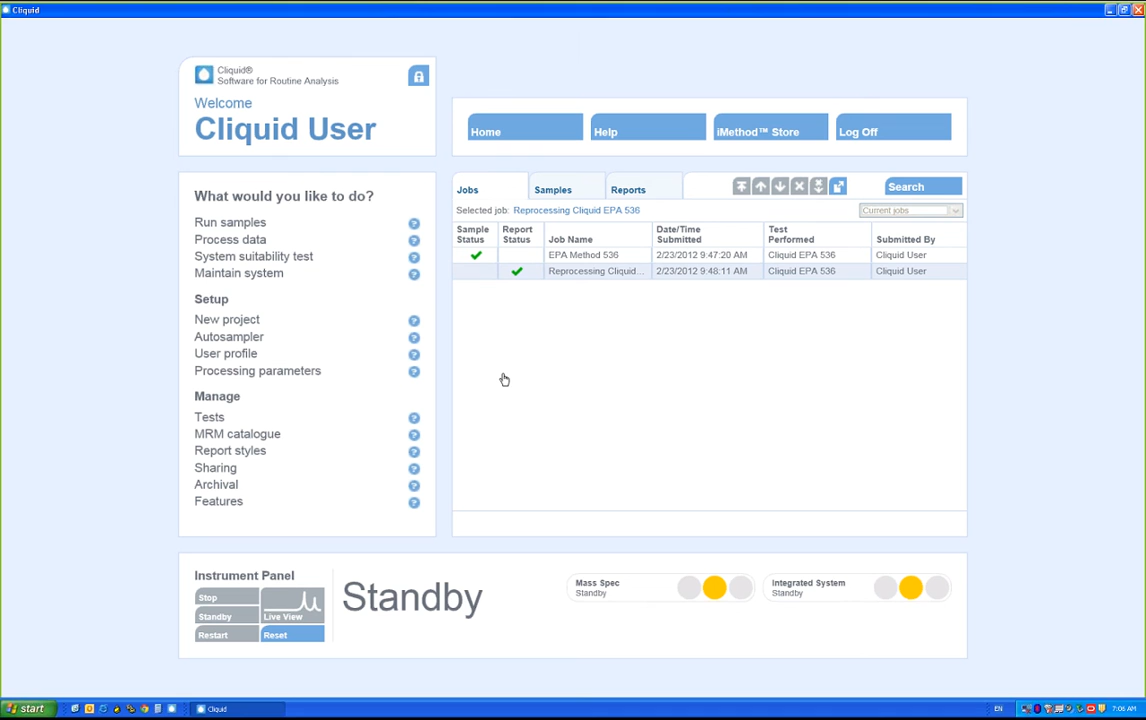 Cliquid
Cliquid®
Software for Routine Analysis
Welcome
Cliquid User
Home
Help
iMethod™ Store
Log Off
What would you like to do?
Run samples
Process data
System suitability test
Maintain system
Setup
New project
Autosampler
User profile
Processing parameters
Manage
Tests
MRM catalogue
Report styles
Sharing
Archival
Features
Jobs
Samples
Reports
Search
Selected job: Reprocessing Cliquid EPA 536
Current jobs
Sample Status
Report Status
Job Name
Date/Time Submitted
Test Performed
Submitted By
EPA Method 536 2/23/2012 9:47:20 AM Cliquid EPA 536 Cliquid User
Reprocessing Cliquid... 2/23/2012 9:48:11 AM Cliquid EPA 536 Cliquid User
Instrument Panel
Stop
Standby
Restart
Live View
Reset
Standby
Mass Spec
Standby
Integrated System
Standby
start
Cliquid
EN
7:06 AM